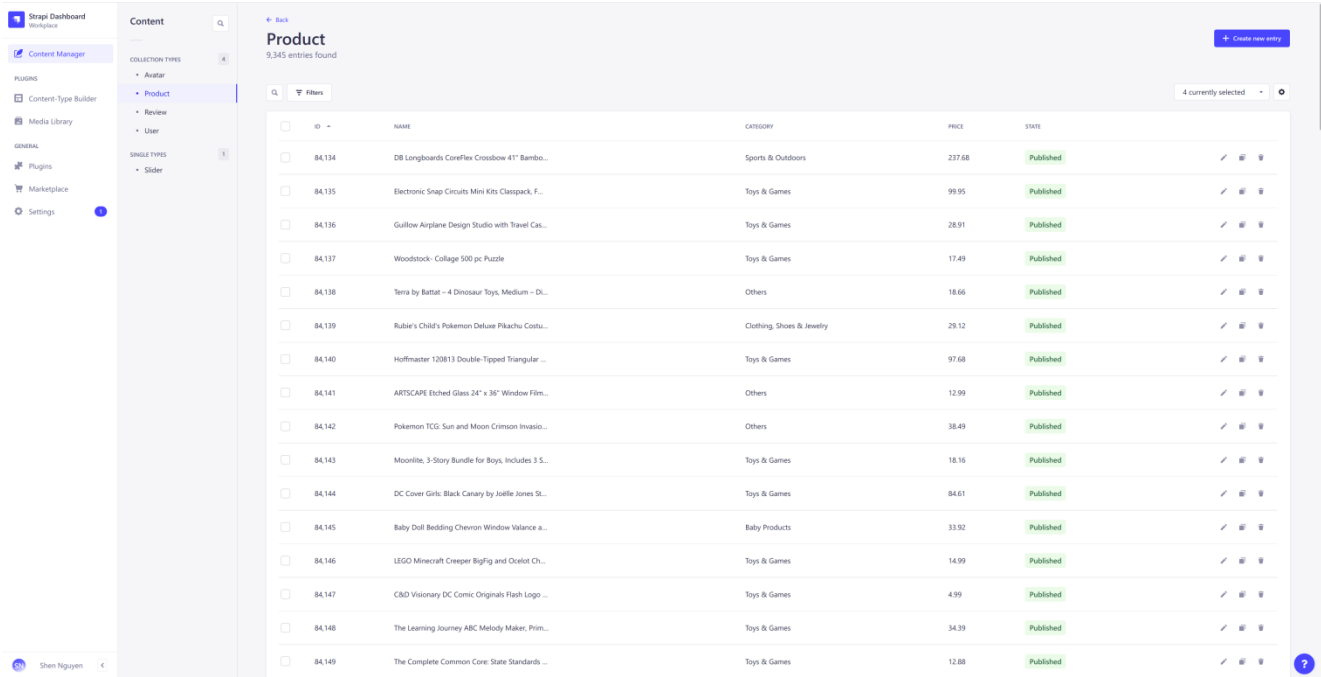 Strapi Dashboard
Workplace
Content Manager
PLUGINS
Content-Type Builder
Media Library
GENERAL
Plugins
Marketplace
Settings
1
SN
Shen Nguyen
Content
COLLECTION TYPES 4
Avatar
Product
Review
User
SINGLE TYPES 1
Slider
Back
Product
9,345 entries found
Create new entry
Filters
4 currently selected
ID NAME CATEGORY PRICE STATE
84,134 DB Longboards CoreFlex Crossbow 41" Bambo... Sports & Outdoors 237.68 Published
84,135 Electronic Snap Circuits Mini Kits Classpack, F... Toys & Games 99.95 Published
84,136 Guillow Airplane Design Studio with Travel Cas... Toys & Games 28.91 Published
84,137 Woodstock- Collage 500 pc Puzzle Toys & Games 17.49 Published
84,138 Terra by Battat – 4 Dinosaur Toys, Medium – Di... Others 18.66 Published
84,139 Rubie's Child's Pokemon Deluxe Pikachu Costu... Clothing, Shoes & Jewelry 29.12 Published
84,140 Hoffmaster 120813 Double-Tipped Triangular ... Toys & Games 97.68 Published
84,141 ARTSCAPE Etched Glass 24" x 36" Window Film... Others 12.99 Published
84,142 Pokemon TCG: Sun and Moon Crimson Invasio... Others 38.49 Published
84,143 Moonlite, 3-Story Bundle for Boys, Includes 3 S... Toys & Games 18.16 Published
84,144 DC Cover Girls: Black Canary by Joëlle Jones St... Toys & Games 84.61 Published
84,145 Baby Doll Bedding Chevron Window Valance a... Baby Products 33.92 Published
84,146 LEGO Minecraft Creeper BigFig and Ocelot Ch... Toys & Games 14.99 Published
84,147 C&D Visionary DC Comic Originals Flash Logo ... Toys & Games 4.99 Published
84,148 The Learning Journey ABC Melody Maker, Prim... Toys & Games 34.39 Published
84,149 The Complete Common Core: State Standards ... Toys & Games 12.88 Published
?